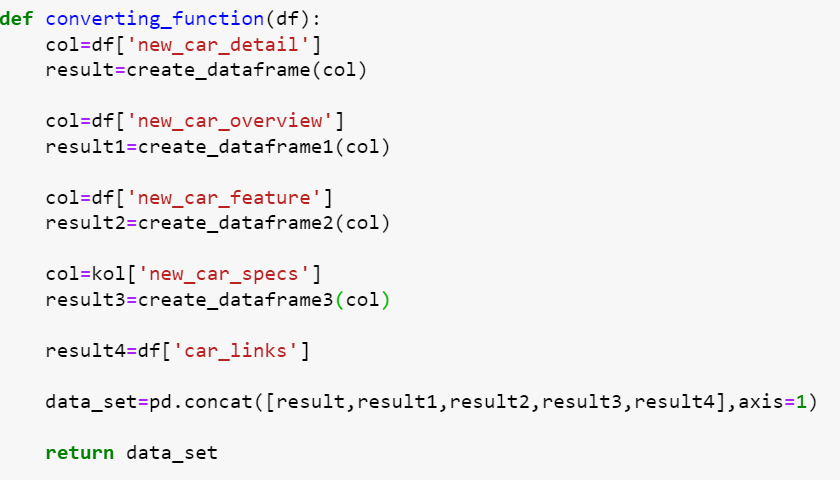 def converting_function(df):
    col=df['new_car_detail']
    result=create_dataframe(col)

    col=df['new_car_overview']
    result1=create_dataframe1(col)

    col=df['new_car_feature']
    result2=create_dataframe2(col)

    col=kol['new_car_specs']
    result3=create_dataframe3(col)

    result4=df['car_links']

    data_set=pd.concat([result,result1,result2,result3,result4],axis=1)

    return data_set